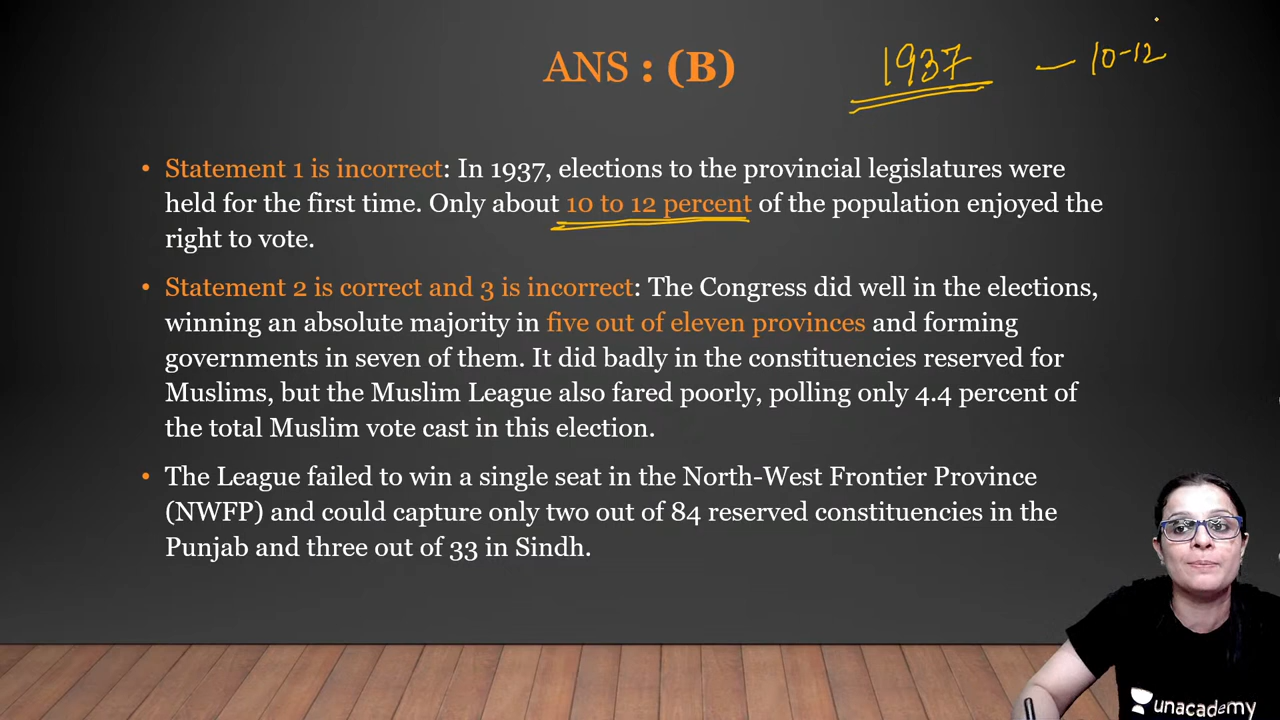 ANS : (B)
1937 — 10-12
• Statement 1 is incorrect: In 1937, elections to the provincial legislatures were
held for the first time. Only about 10 to 12 percent of the population enjoyed the
right to vote.
• Statement 2 is correct and 3 is incorrect: The Congress did well in the elections,
winning an absolute majority in five out of eleven provinces and forming
governments in seven of them. It did badly in the constituencies reserved for
Muslims, but the Muslim League also fared poorly, polling only 4.4 percent of
the total Muslim vote cast in this election.
• The League failed to win a single seat in the North-West Frontier Province
(NWFP) and could capture only two out of 84 reserved constituencies in the
Punjab and three out of 33 in Sindh.
unacademy